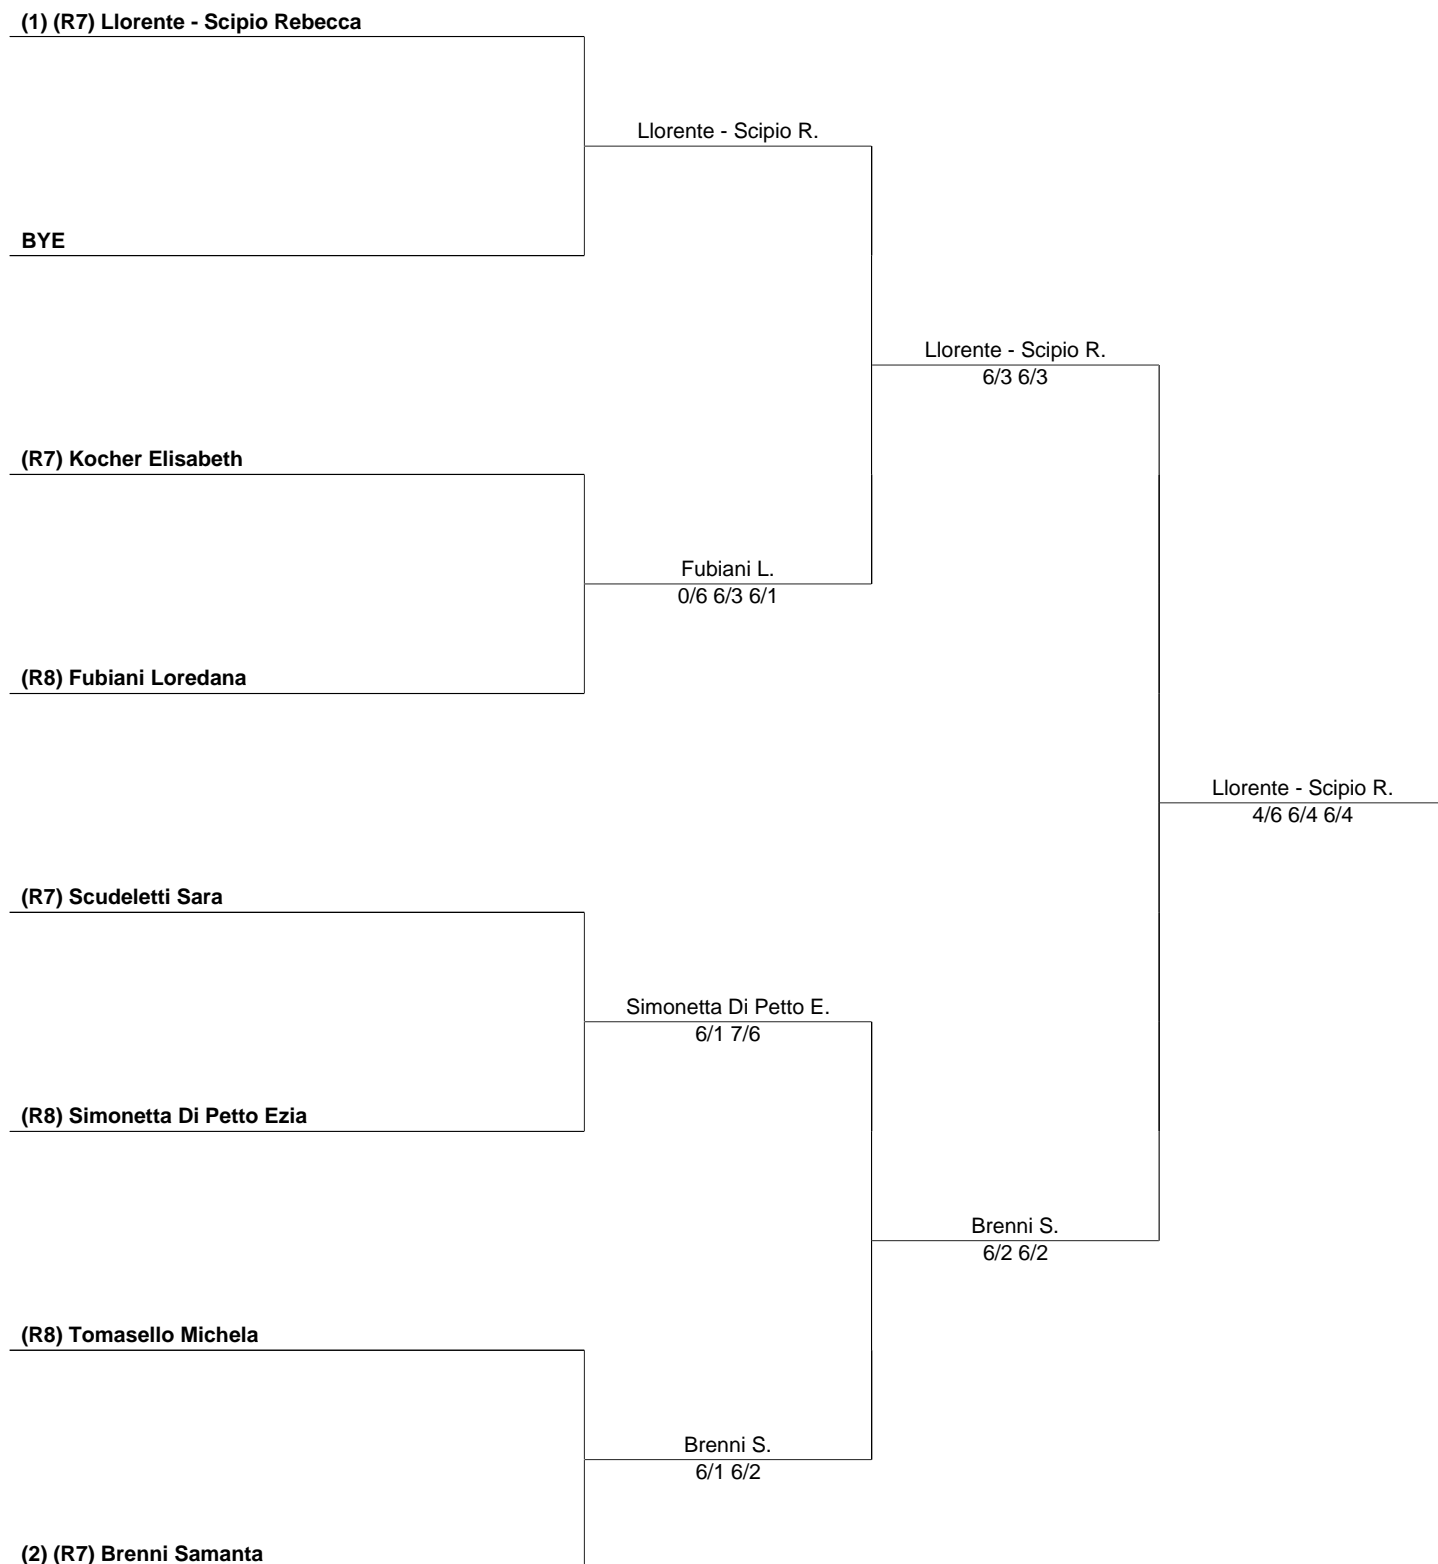 (1) (R7) Llorente - Scipio Rebecca
Llorente - Scipio R.
BYE
Llorente - Scipio R.
6/3 6/3
(R7) Kocher Elisabeth
Fubiani L.
0/6 6/3 6/1
(R8) Fubiani Loredana
Llorente - Scipio R.
4/6 6/4 6/4
(R7) Scudeletti Sara
Simonetta Di Petto E.
6/1 7/6
(R8) Simonetta Di Petto Ezia
Brenni S.
6/2 6/2
(R8) Tomasello Michela
Brenni S.
6/1 6/2
(2) (R7) Brenni Samanta